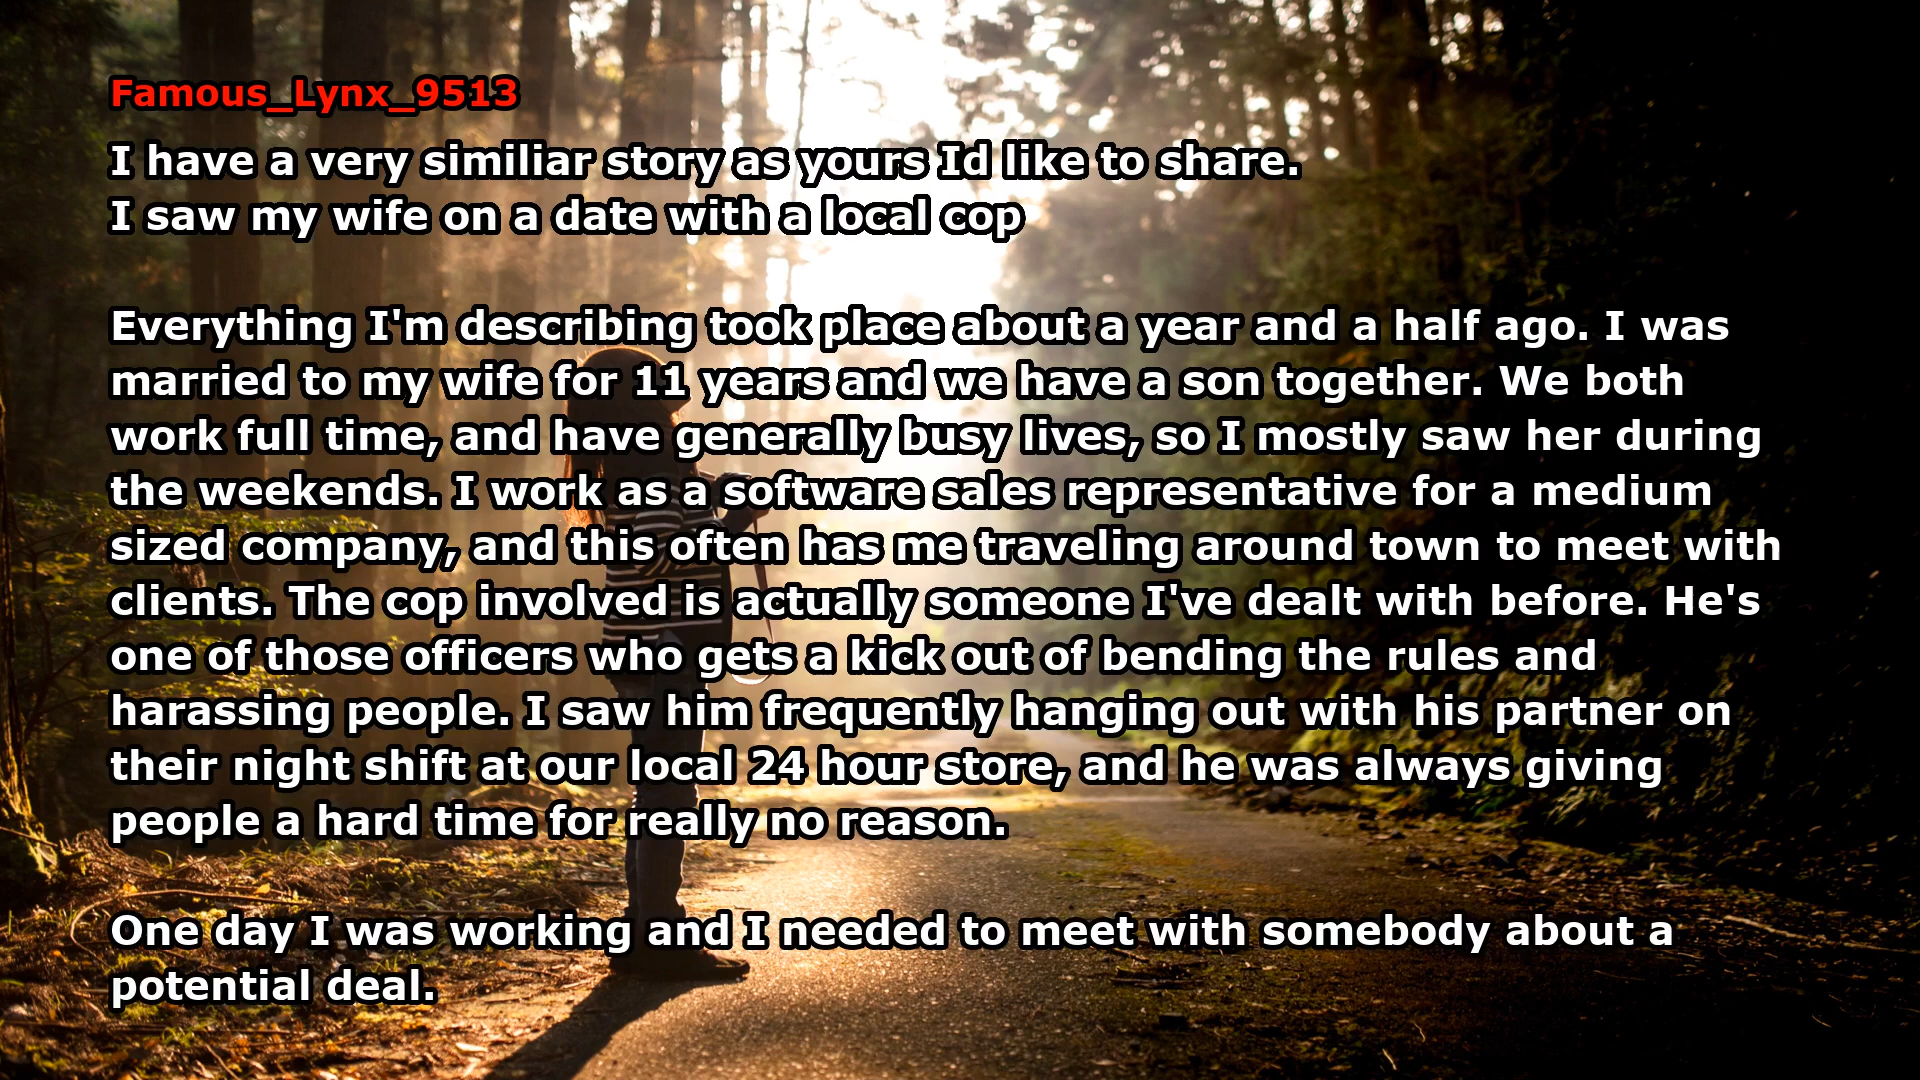 Famous_Lynx_9513
I have a very similiar story as yours Id like to share.
I saw my wife on a date with a local cop
Everything I'm describing took place about a year and a half ago. I was
married to my wife for 11 years and we have a son together. We both
work full time, and have generally busy lives, so I mostly saw her during
the weekends. I work as a software sales representative for a medium
sized company, and this often has me traveling around town to meet with
clients. The cop involved is actually someone I've dealt with before. He's
one of those officers who gets a kick out of bending the rules and
harassing people. I saw him frequently hanging out with his partner on
their night shift at our local 24 hour store, and he was always giving
people a hard time for really no reason.
One day I was working and I needed to meet with somebody about a
potential deal.